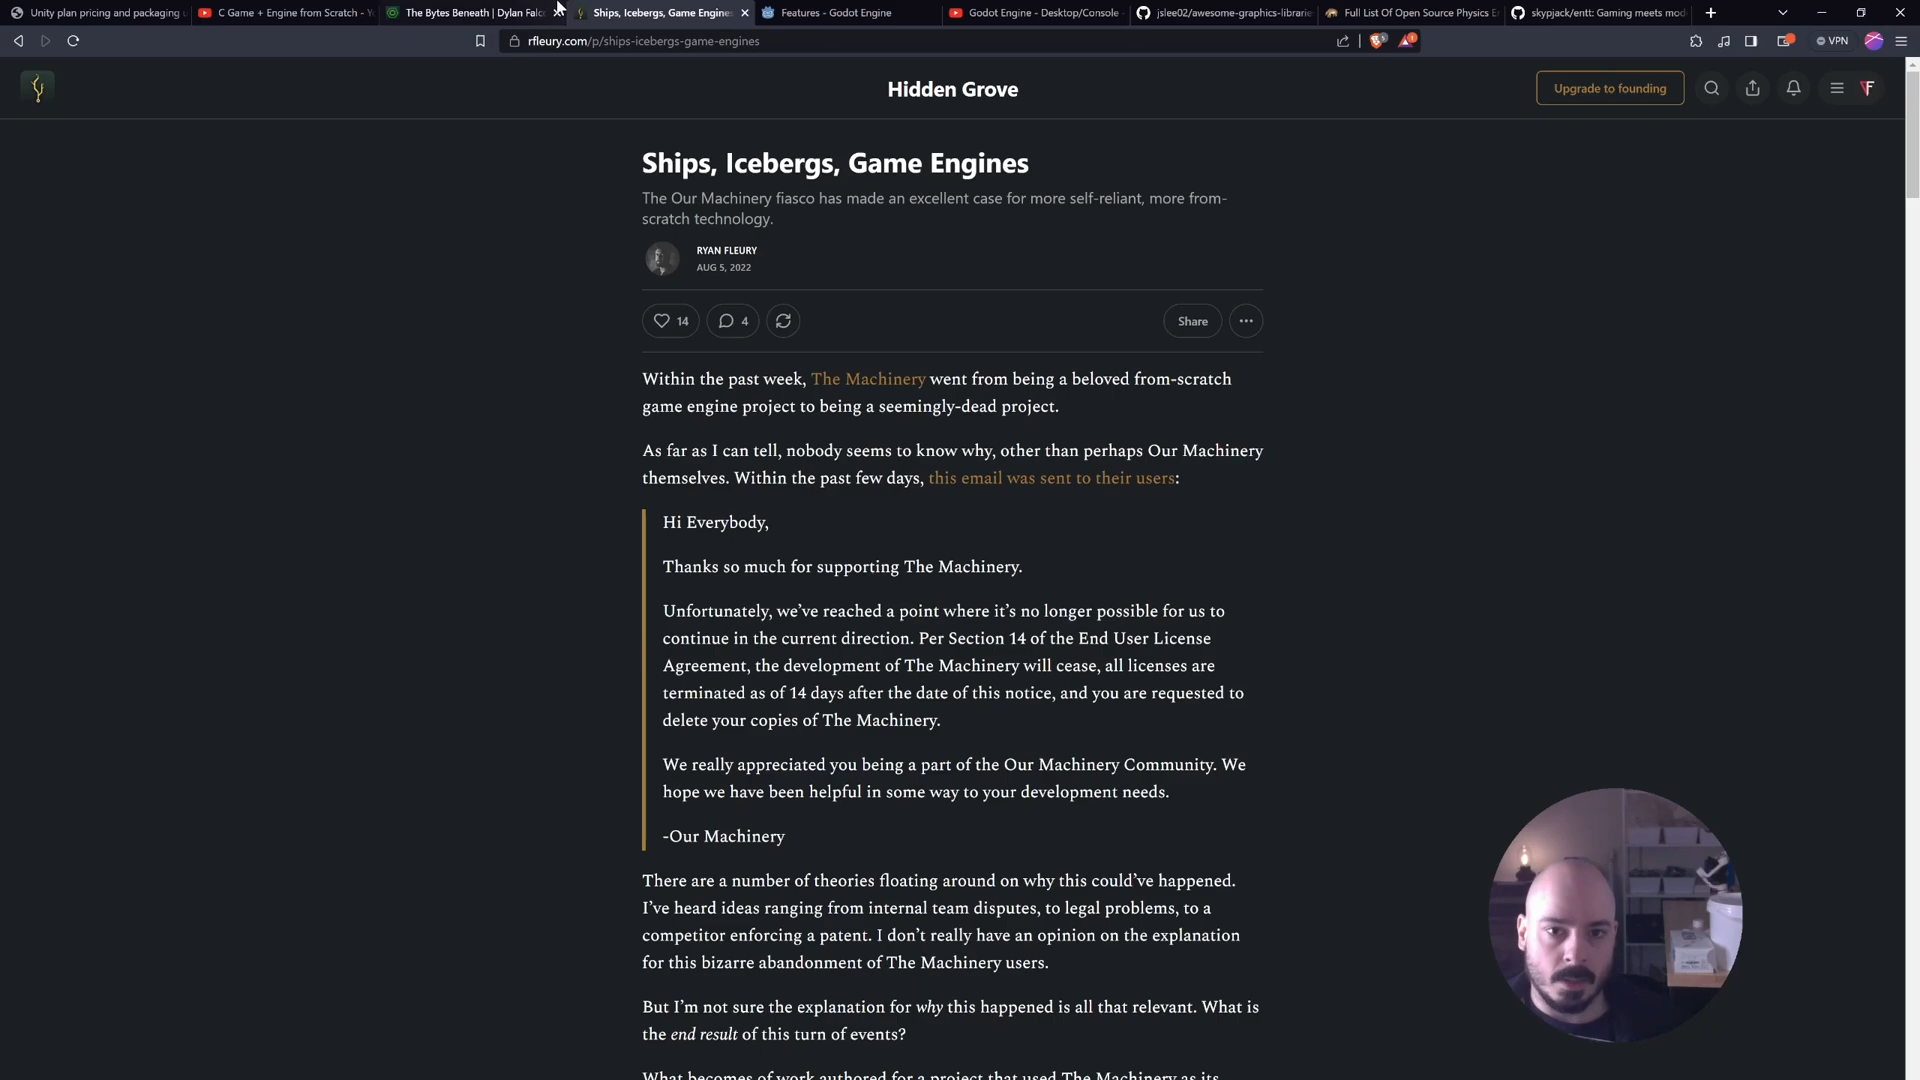 Unity plan pricing and packaging
C Game + Engine from Scratch - Y
The Bytes Beneath | Dylan Falc
Ships, Icebergs, Game Engines
Features - Godot Engine
Godot Engine - Desktop/Console
jslee02/awesome-graphics-librarie
Full List Of Open Source Physics E
skypjack/entt: Gaming meets mod
rfleury.com/p/ships-icebergs-game-engines
VPN
Hidden Grove
Upgrade to founding
Ships, Icebergs, Game Engines
The Our Machinery fiasco has made an excellent case for more self-reliant, more from-
scratch technology.
RYAN FLEURY
AUG 5, 2022
14
4
Share
Within the past week, The Machinery went from being a beloved from-scratch
game engine project to being a seemingly-dead project.
As far as I can tell, nobody seems to know why, other than perhaps Our Machinery
themselves. Within the past few days, this email was sent to their users:
Hi Everybody,
Thanks so much for supporting The Machinery.
Unfortunately, we’ve reached a point where it’s no longer possible for us to
continue in the current direction. Per Section 14 of the End User License
Agreement, the development of The Machinery will cease, all licenses are
terminated as of 14 days after the date of this notice, and you are requested to
delete your copies of The Machinery.
We really appreciated you being a part of the Our Machinery Community. We
hope we have been helpful in some way to your development needs.
-Our Machinery
There are a number of theories floating around on why this could’ve happened.
I’ve heard ideas ranging from internal team disputes, to legal problems, to a
competitor enforcing a patent. I don’t really have an opinion on the explanation
for this bizarre abandonment of The Machinery users.
But I’m not sure the explanation for why this happened is all that relevant. What is
the end result of this turn of events?
What becomes of work authored for a project that used The Machinery as its